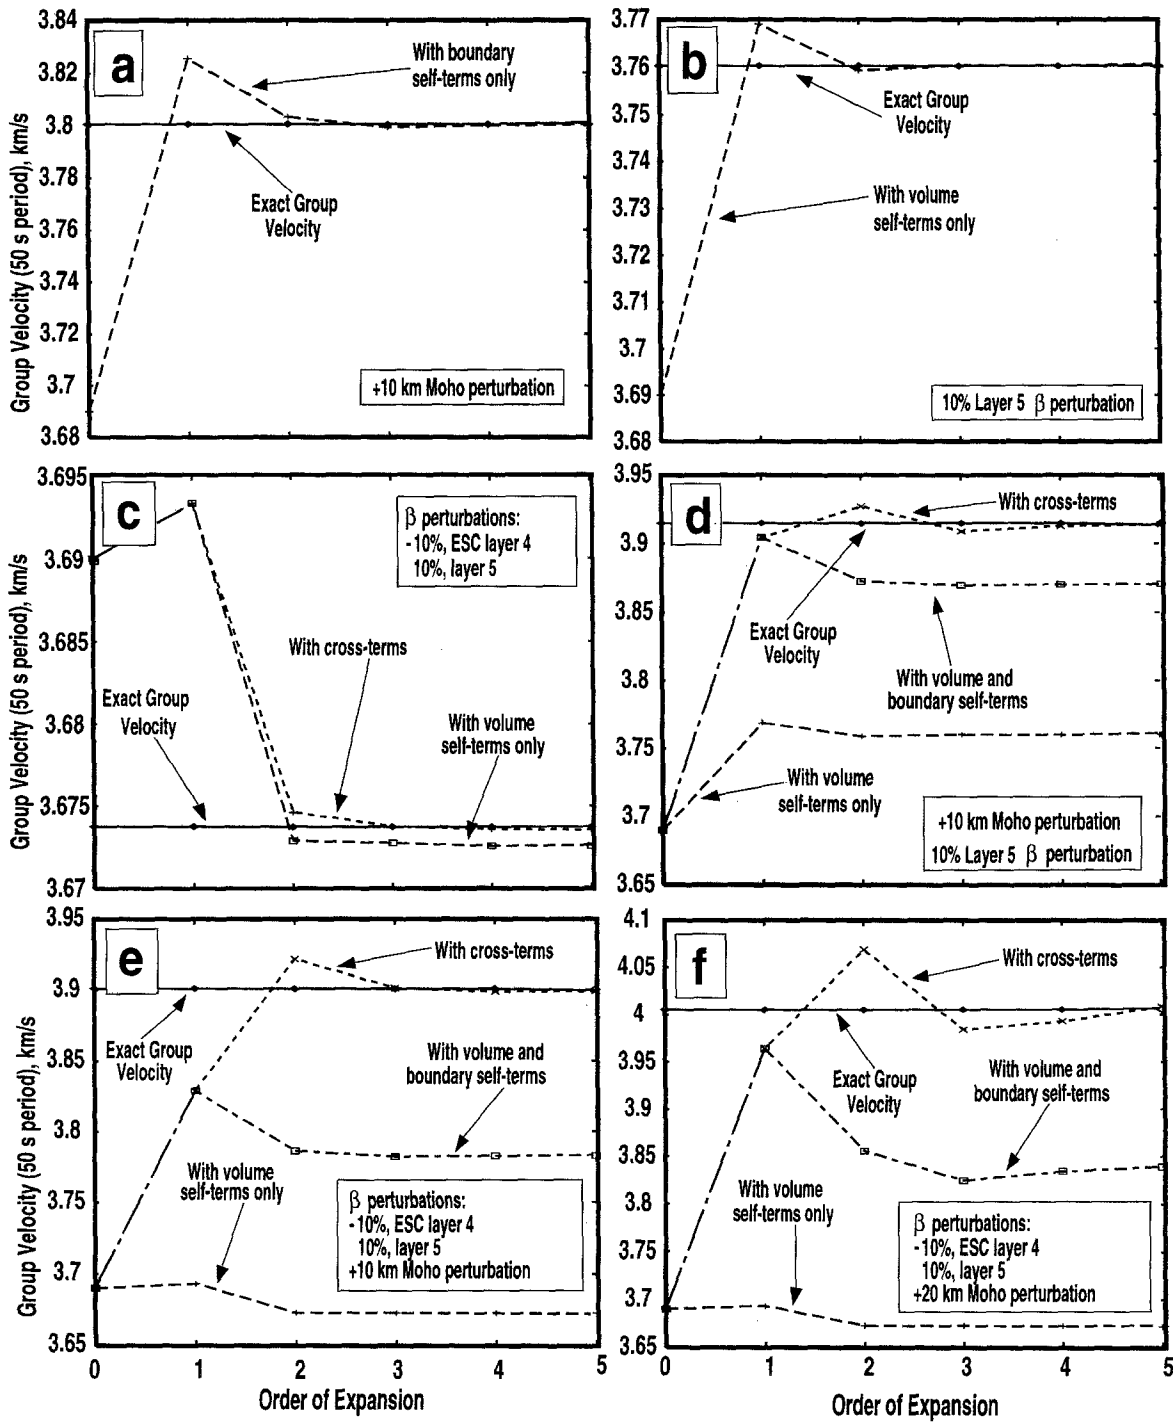 Group Velocity (50 s period), km/s
3.84
3.82
3.8
3.78
3.76
3.74
3.72
3.7
3.68
a
With boundary
self-terms only
Exact Group
Velocity
+10 km Moho perturbation
3.77
3.76
3.75
3.74
3.73
3.72
3.71
3.7
3.69
3.68
b
Exact Group
Velocity
With volume
self-terms only
10% Layer 5 β perturbation
Group Velocity (50 s period), km/s
3.695
3.69
3.685
3.68
3.675
3.67
c
β perturbations:
-10%, ESC layer 4
10%, layer 5
With cross-terms
Exact Group
Velocity
With volume
self-terms only
3.95
3.9
3.85
3.8
3.75
3.7
3.65
d
With cross-terms
Exact Group
Velocity
With volume and
boundary self-terms
With volume
self-terms only
+10 km Moho perturbation
10% Layer 5 β perturbation
Group Velocity (50 s period), km/s
3.95
3.9
3.85
3.8
3.75
3.7
3.65
e
With cross-terms
Exact Group
Velocity
With volume and
boundary self-terms
With volume
self-terms only
β perturbations:
-10%, ESC layer 4
10%, layer 5
+10 km Moho perturbation
0 1 2 3 4 5
Order of Expansion
4.1
4.05
4
3.95
3.9
3.85
3.8
3.75
3.7
3.65
f
With cross-terms
Exact Group
Velocity
With volume and
boundary self-terms
With volume
self-terms only
β perturbations:
-10%, ESC layer 4
10%, layer 5
+20 km Moho perturbation
0 1 2 3 4 5
Order of Expansion